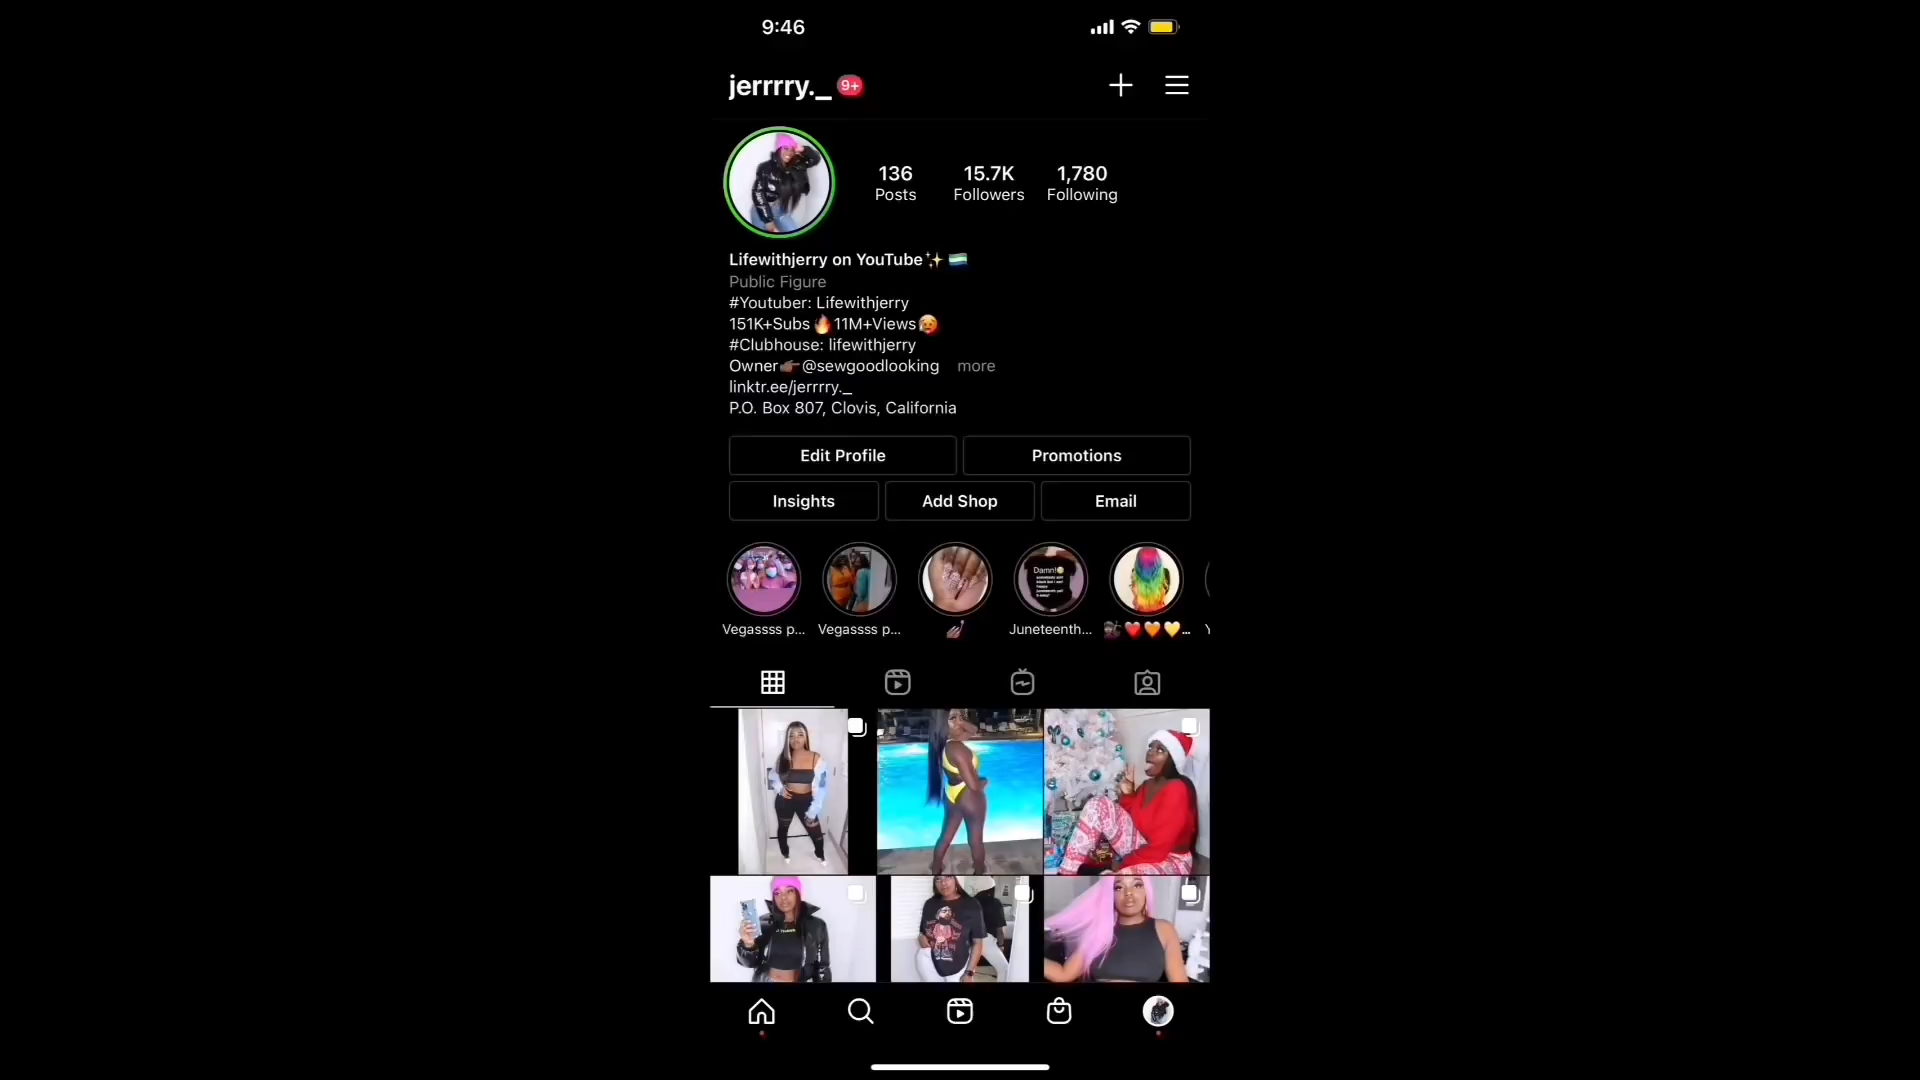 9:46
jerrrry._ 9+
136 15.7K 1,780
Posts Followers Following
Lifewithjerry on YouTube✨🇸🇱
Public Figure
#Youtuber: Lifewithjerry
151K+Subs🔥11M+Views🥵
#Clubhouse: lifewithjerry
Owner👉🏿@sewgoodlooking more
linktr.ee/jerrrry._
P.O. Box 807, Clovis, California
Edit Profile Promotions
Insights Add Shop Email
Damn!
Vegassss p... Vegassss p... 💅🏿 Juneteenth... ❤️🧡💛...